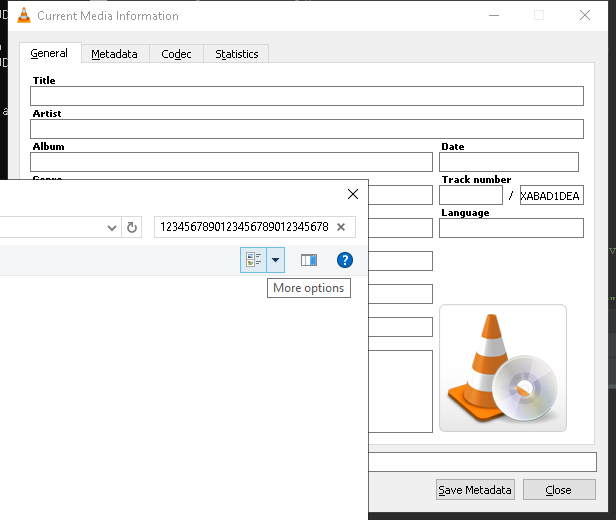 Current Media Information
General Metadata Codec Statistics
Title
Artist
Album Date
Genre Track number
/ XABAD1DEA
Language
1234567890123456789012345678
More options
Save Metadata Close